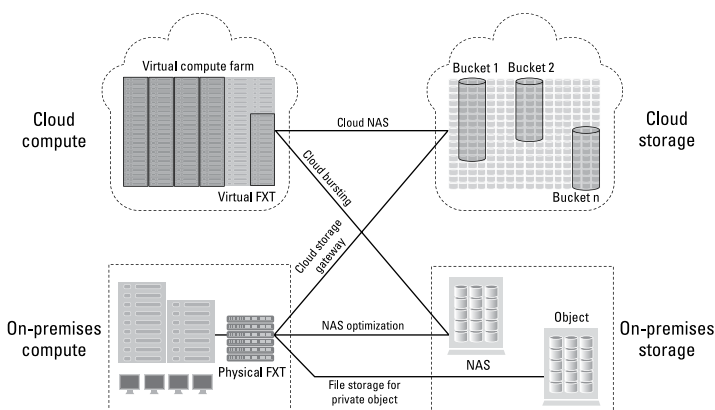 Virtual compute farm
Bucket 1 Bucket 2
Cloud
compute
Cloud NAS
Cloud
storage
Virtual FXT
Cloud bursting
Bucket n
Cloud storage
gateway
On-premises
compute
NAS optimization
Object
On-premises
storage
Physical FXT
NAS
File storage for
private object